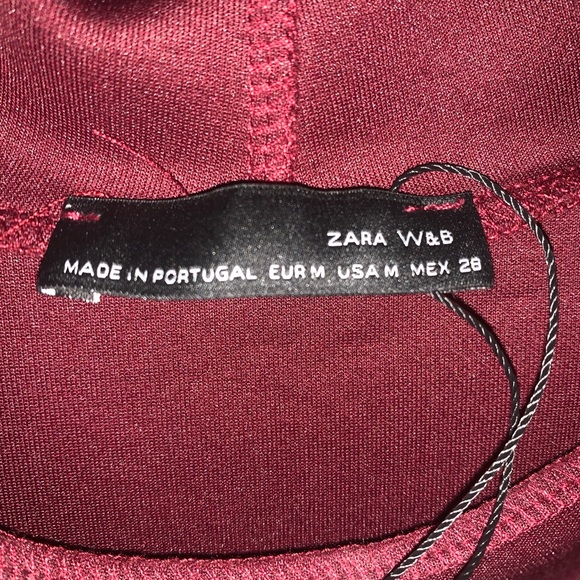 ZARA W&B
MADE IN PORTUGAL EUR M USA M MEX 28